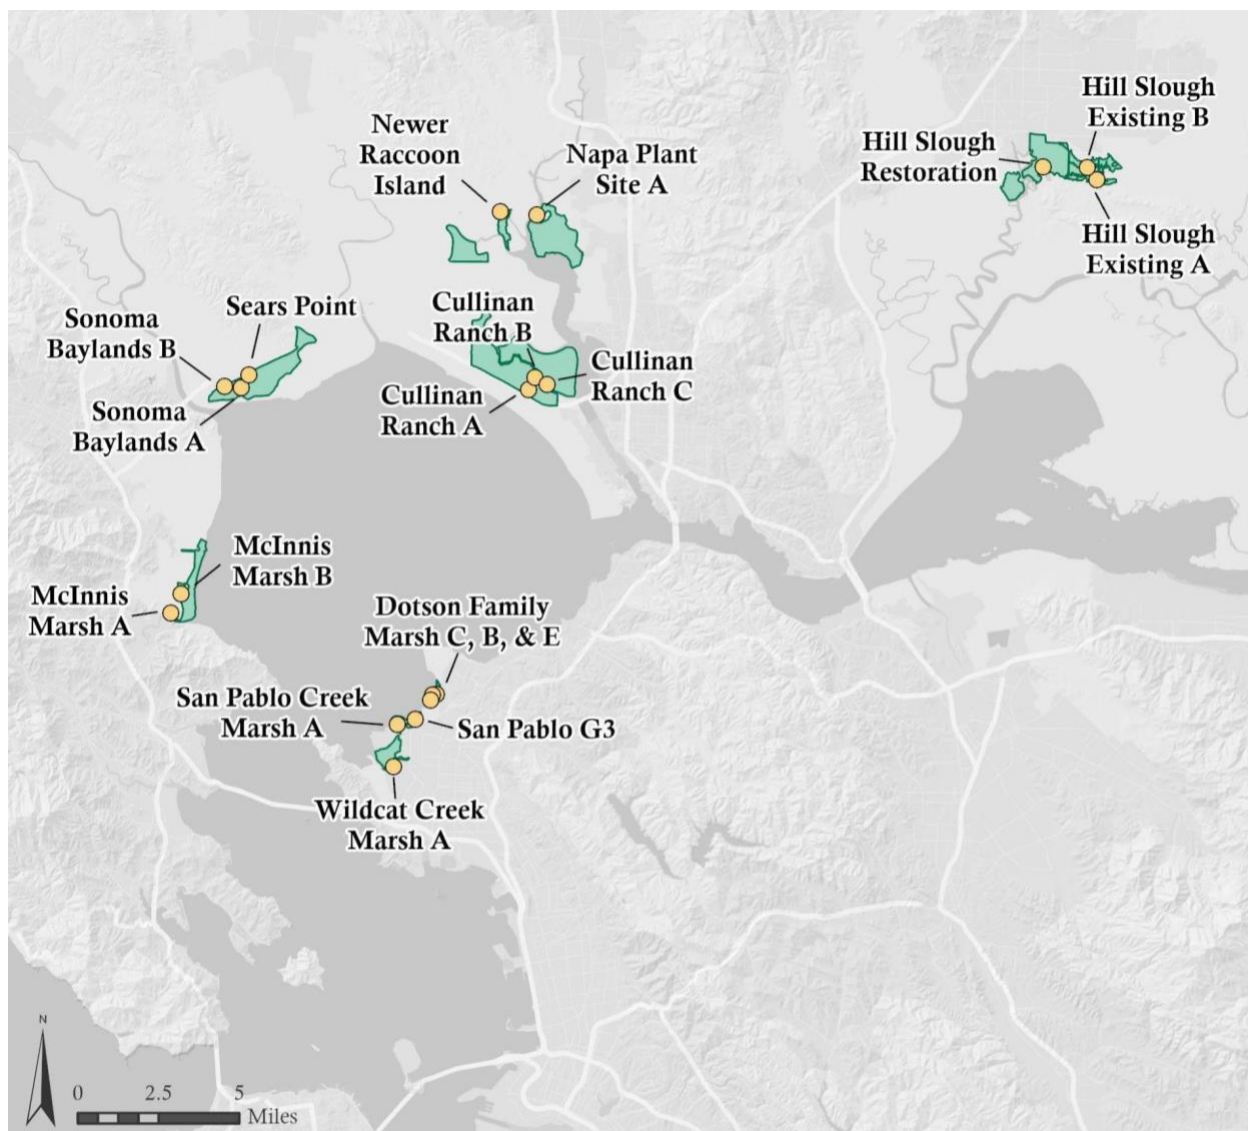 Hill Slough
Existing B
Newer
Raccoon
Island
Napa Plant
Site A
Hill Slough
Restoration
Hill Slough
Existing A
Sonoma
Baylands B
Sears Point
Cullinan
Ranch B
Cullinan
Ranch C
Cullinan
Ranch A
Sonoma
Baylands A
McInnis
Marsh B
McInnis
Marsh A
Dotson Family
Marsh C, B, & E
San Pablo Creek
Marsh A
San Pablo G3
Wildcat Creek
Marsh A
N
0 2.5 5
Miles